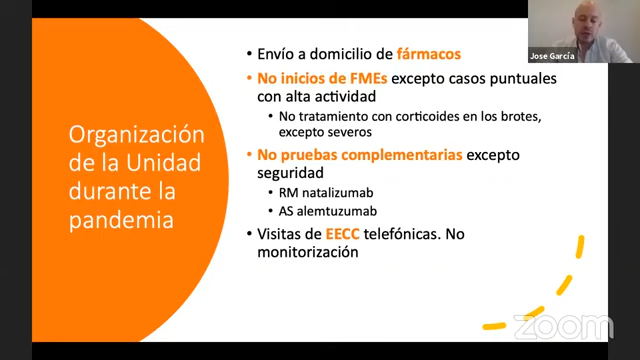 Jose García
Organización
de la Unidad
durante la
pandemia
• Envío a domicilio de fármacos
• No inicios de FMEs excepto casos puntuales
con alta actividad
• No tratamiento con corticoides en los brotes,
excepto severos
• No pruebas complementarias excepto
seguridad
• RM natalizumab
• AS alemtuzumab
• Visitas de EECC telefónicas. No
monitorización
zoom